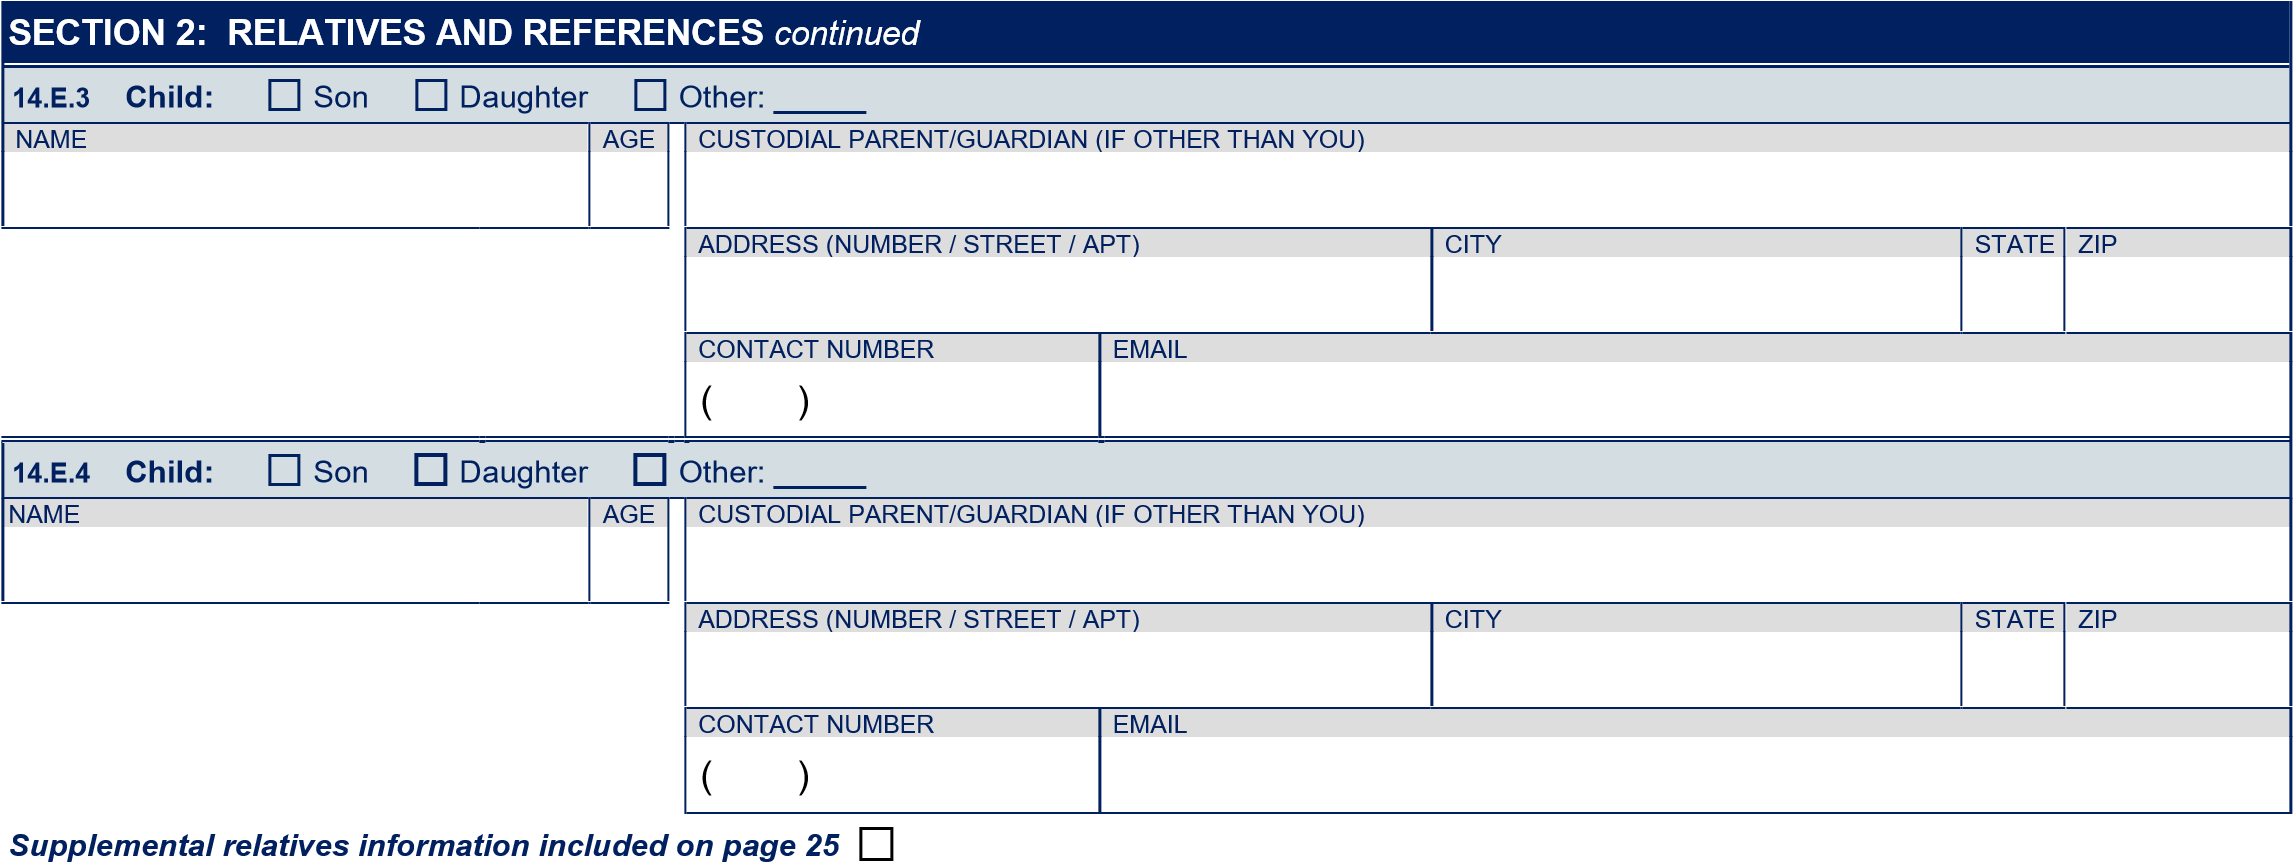 SECTION 2: RELATIVES AND REFERENCES continued
14.E.3 Child: Son Daughter Other: _____
NAME AGE CUSTODIAL PARENT/GUARDIAN (IF OTHER THAN YOU)
ADDRESS (NUMBER / STREET / APT) CITY STATE ZIP
CONTACT NUMBER EMAIL
( )
14.E.4 Child: Son Daughter Other: _____
NAME AGE CUSTODIAL PARENT/GUARDIAN (IF OTHER THAN YOU)
ADDRESS (NUMBER / STREET / APT) CITY STATE ZIP
CONTACT NUMBER EMAIL
( )
Supplemental relatives information included on page 25